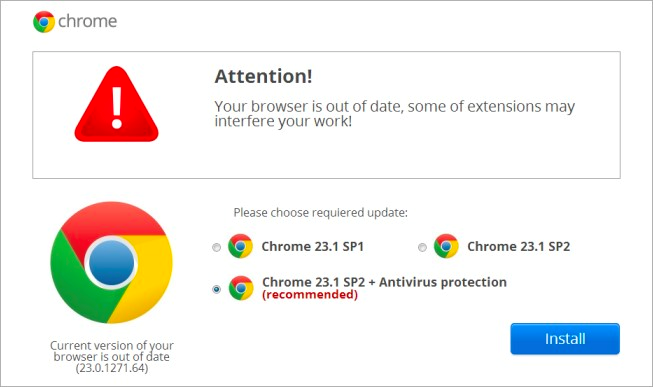 chrome
Attention!
Your browser is out of date, some of extensions may
interfere your work!
Please choose requiered update:
Chrome 23.1 SP1
Chrome 23.1 SP2
Chrome 23.1 SP2 + Antivirus protection
(recommended)
Current version of your
browser is out of date
(23.0.1271.64)
Install